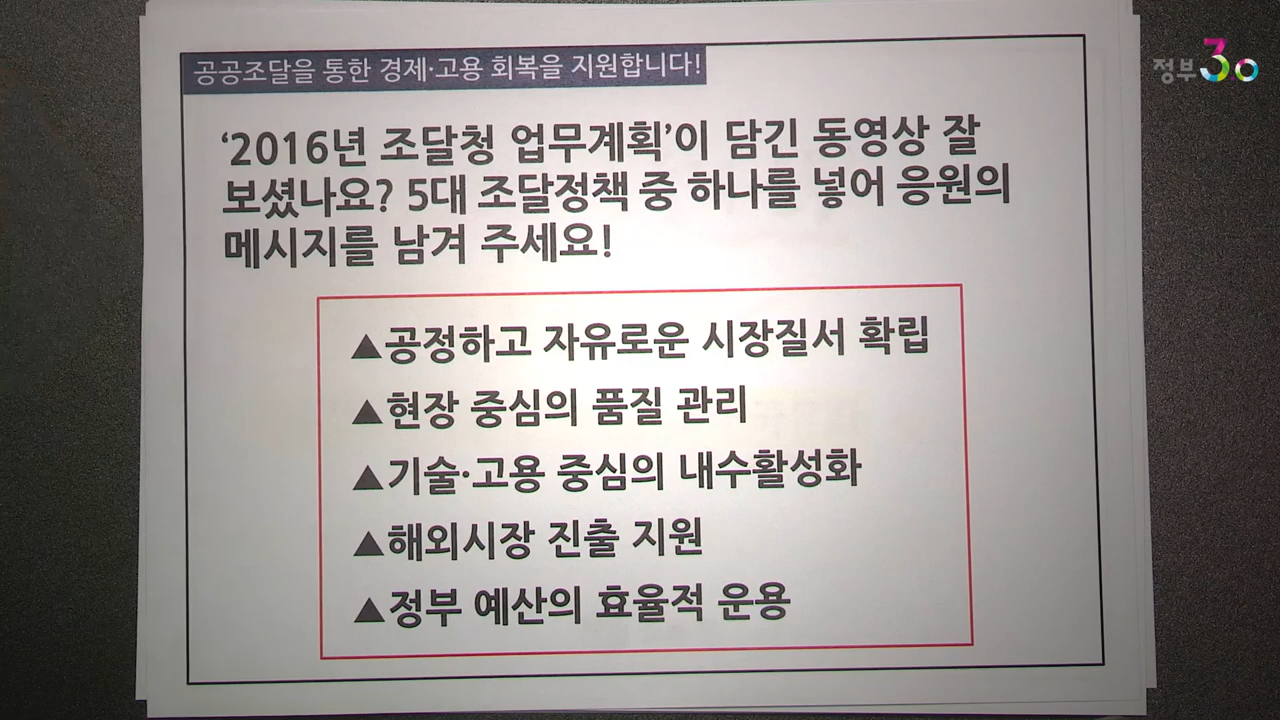 공공조달을 통한 경제·고용 회복을 지원합니다!
정부3.0
‘2016년 조달청 업무계획’이 담긴 동영상 잘
보셨나요? 5대 조달정책 중 하나를 넣어 응원의
메시지를 남겨 주세요!
▲공정하고 자유로운 시장질서 확립
▲현장 중심의 품질 관리
▲기술·고용 중심의 내수활성화
▲해외시장 진출 지원
▲정부 예산의 효율적 운용